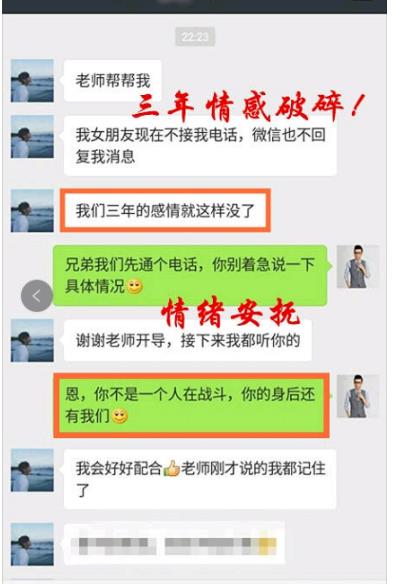 22:23
老师帮帮我
三年情感破碎!
我女朋友现在不接我电话，微信也不回
复我消息
我们三年的感情就这样没了
兄弟我们先通个电话，你别着急说一下
具体情况
情绪安抚
谢谢老师开导，接下来我都听你的
恩，你不是一个人在战斗，你的身后还
有我们
我会好好配合老师刚才说的我都记住
了